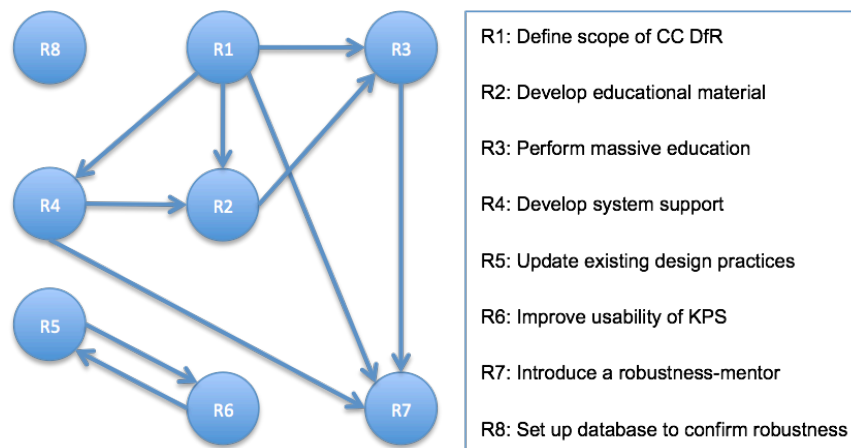 R8
R1
R3
R4
R2
R5
R6
R7
R1: Define scope of CC DfR
R2: Develop educational material
R3: Perform massive education
R4: Develop system support
R5: Update existing design practices
R6: Improve usability of KPS
R7: Introduce a robustness-mentor
R8: Set up database to confirm robustness